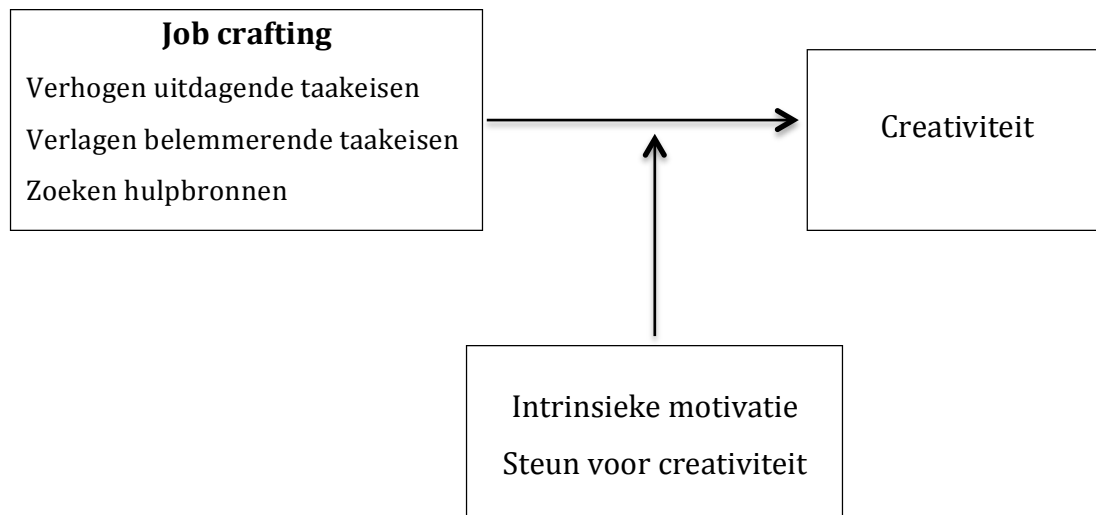 Job crafting
Verhogen uitdagende taakeisen
Verlagen belemmerende taakeisen
Zoeken hulpbronnen
Creativiteit
Intrinsieke motivatie
Steun voor creativiteit